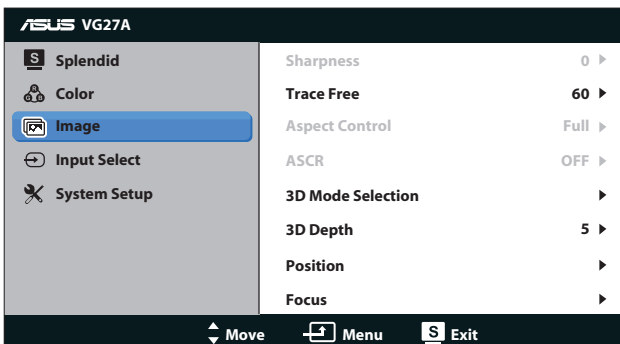 ASUS VG27A
S Splendid
Color
Image
Input Select
System Setup
Sharpness 0
Trace Free 60
Aspect Control Full
ASCR OFF
3D Mode Selection
3D Depth 5
Position
Focus
Move Menu S Exit